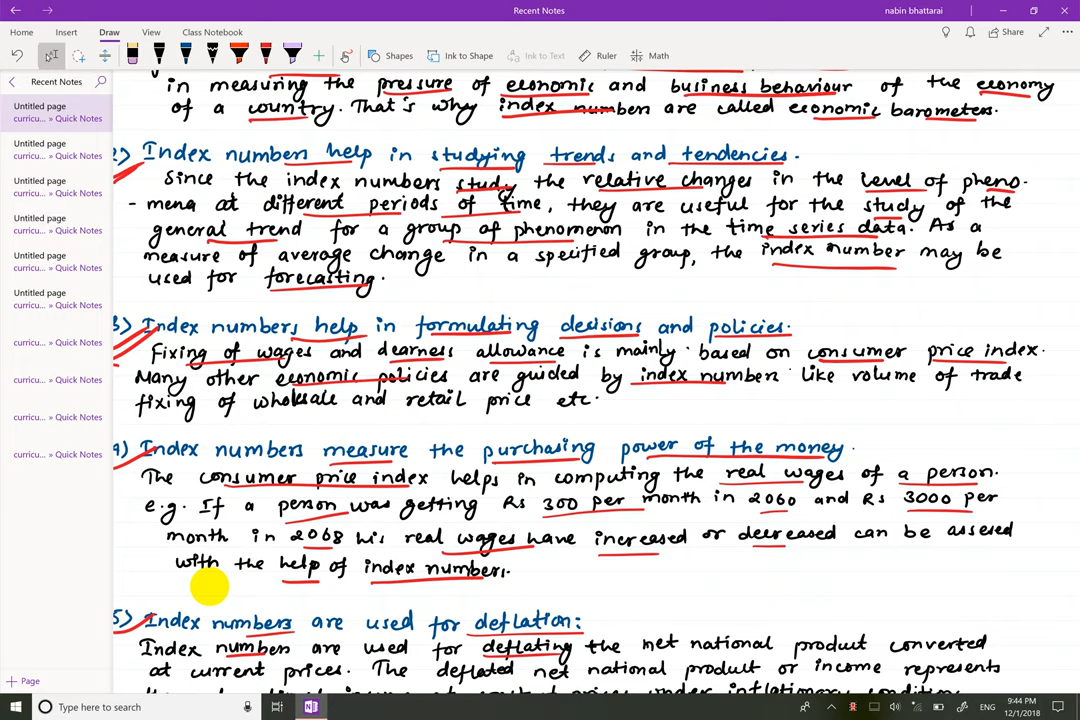 Recent Notes
nabin bhattarai
Home Insert Draw View Class Notebook
Share
Shapes Ink to Shape Ink to Text Ruler Math
Recent Notes
Untitled page
curricu... » Quick Notes
Untitled page
curricu... » Quick Notes
Untitled page
curricu... » Quick Notes
Untitled page
curricu... » Quick Notes
Untitled page
curricu... » Quick Notes
Untitled page
curricu... » Quick Notes
curricu... » Quick Notes
curricu... » Quick Notes
curricu... » Quick Notes
curricu... » Quick Notes
Page
in measuring the pressure of economic and business behaviour of the economy
of a country. That's why index numbers are called economic barometers.
2) Index numbers help in studying trends and tendencies.
Since the index numbers study the relative changes in the level of pheno-
- mena at different periods of time, they are useful for the study of the
general trend for a group of phenomenon in the time series data. As a
measure of average change in a specified group, the index number may be
used for forecasting.
3) Index numbers help in formulating decisions and policies.
Fixing of wages and dearness allowance is mainly based on consumer price index.
Many other economic policies are guided by index number like volume of trade
fixing of wholesale and retail price etc.
4) Index numbers measure the purchasing power of the money.
The consumer price index helps in computing the real wages of a person.
e.g. If a person was getting Rs 300 per month in 2060 and Rs 3000 per
month in 2068 his real wages have increased or decreased can be assesed
with the help of index numbers.
5) Index numbers are used for deflation:
Index number are used for deflating the net national product converted
at current prices. The deflated net national product or income represents
under inflationary condition
Type here to search
ENG
9:44 PM
12/1/2018